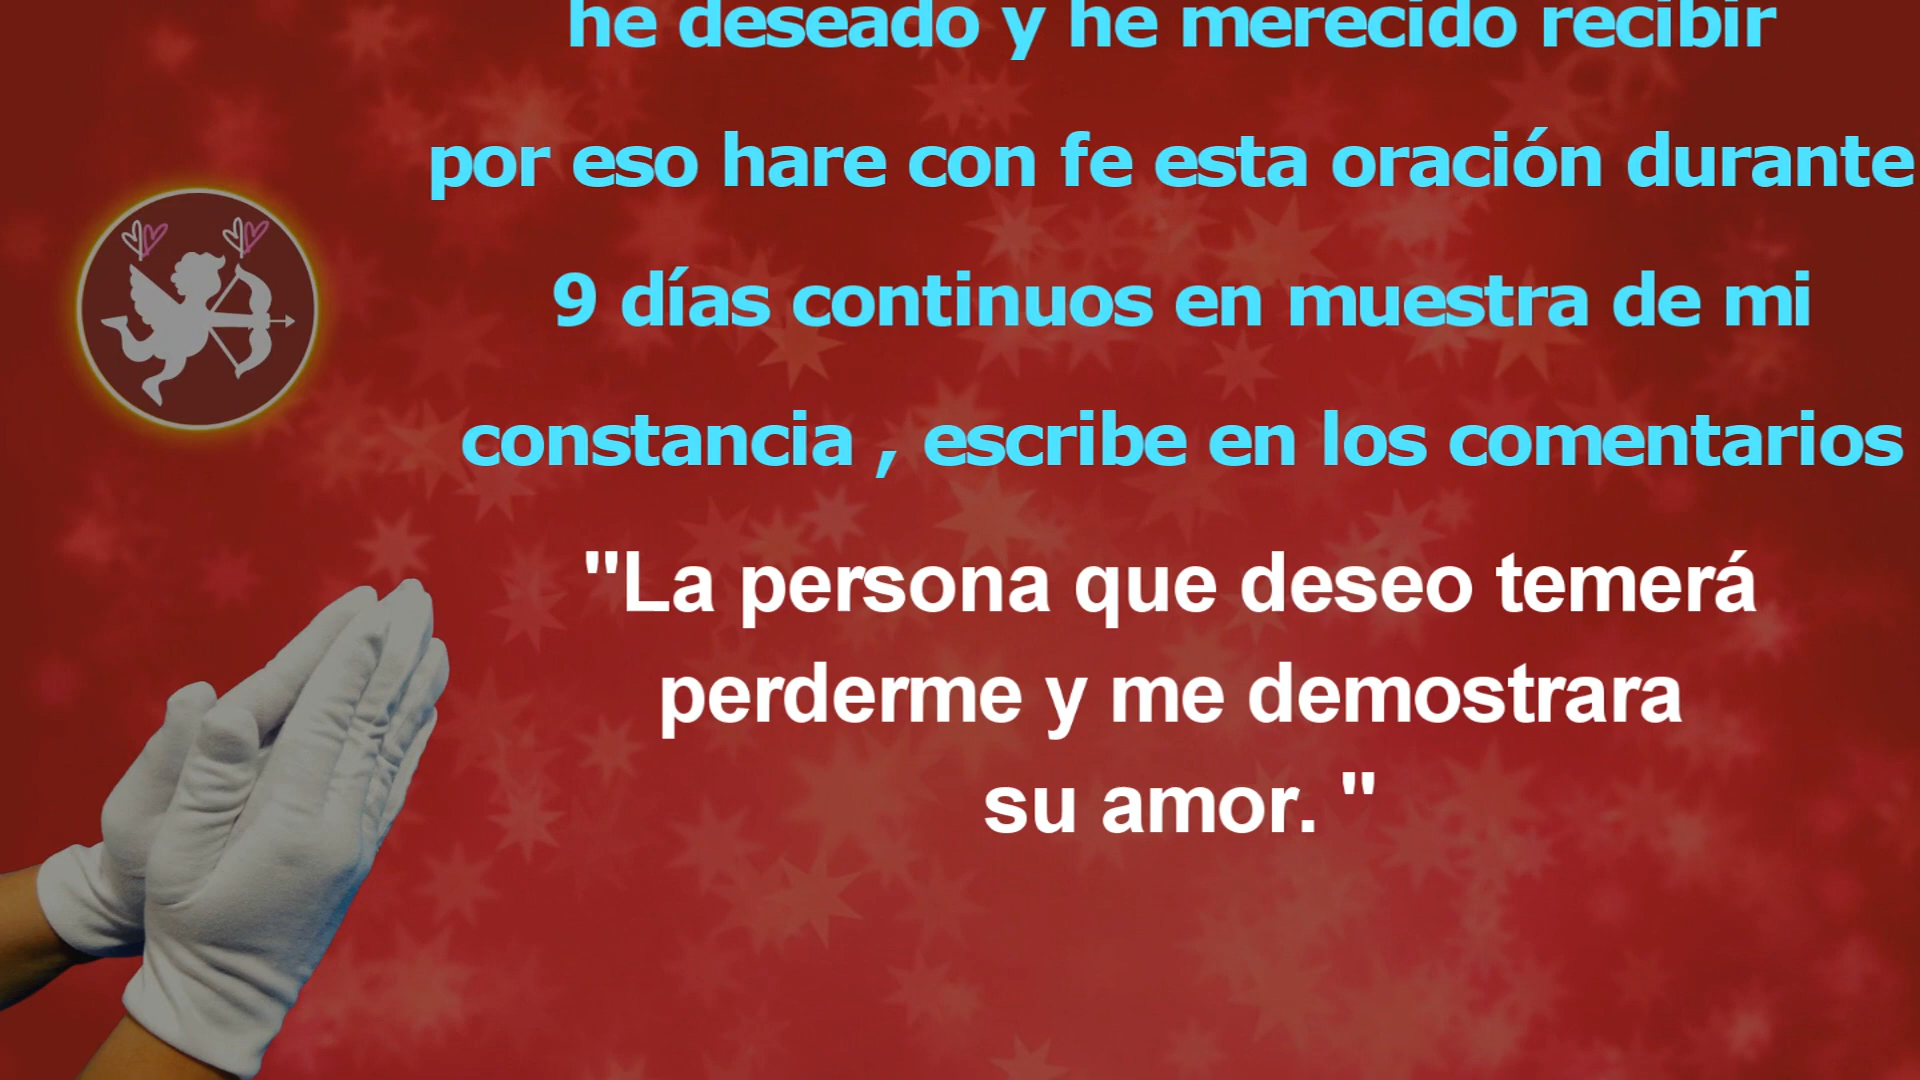 he deseado y he merecido recibir
por eso hare con fe esta oración durante
9 días continuos en muestra de mi
constancia , escribe en los comentarios
"La persona que deseo temerá
perderme y me demostrara
su amor. "